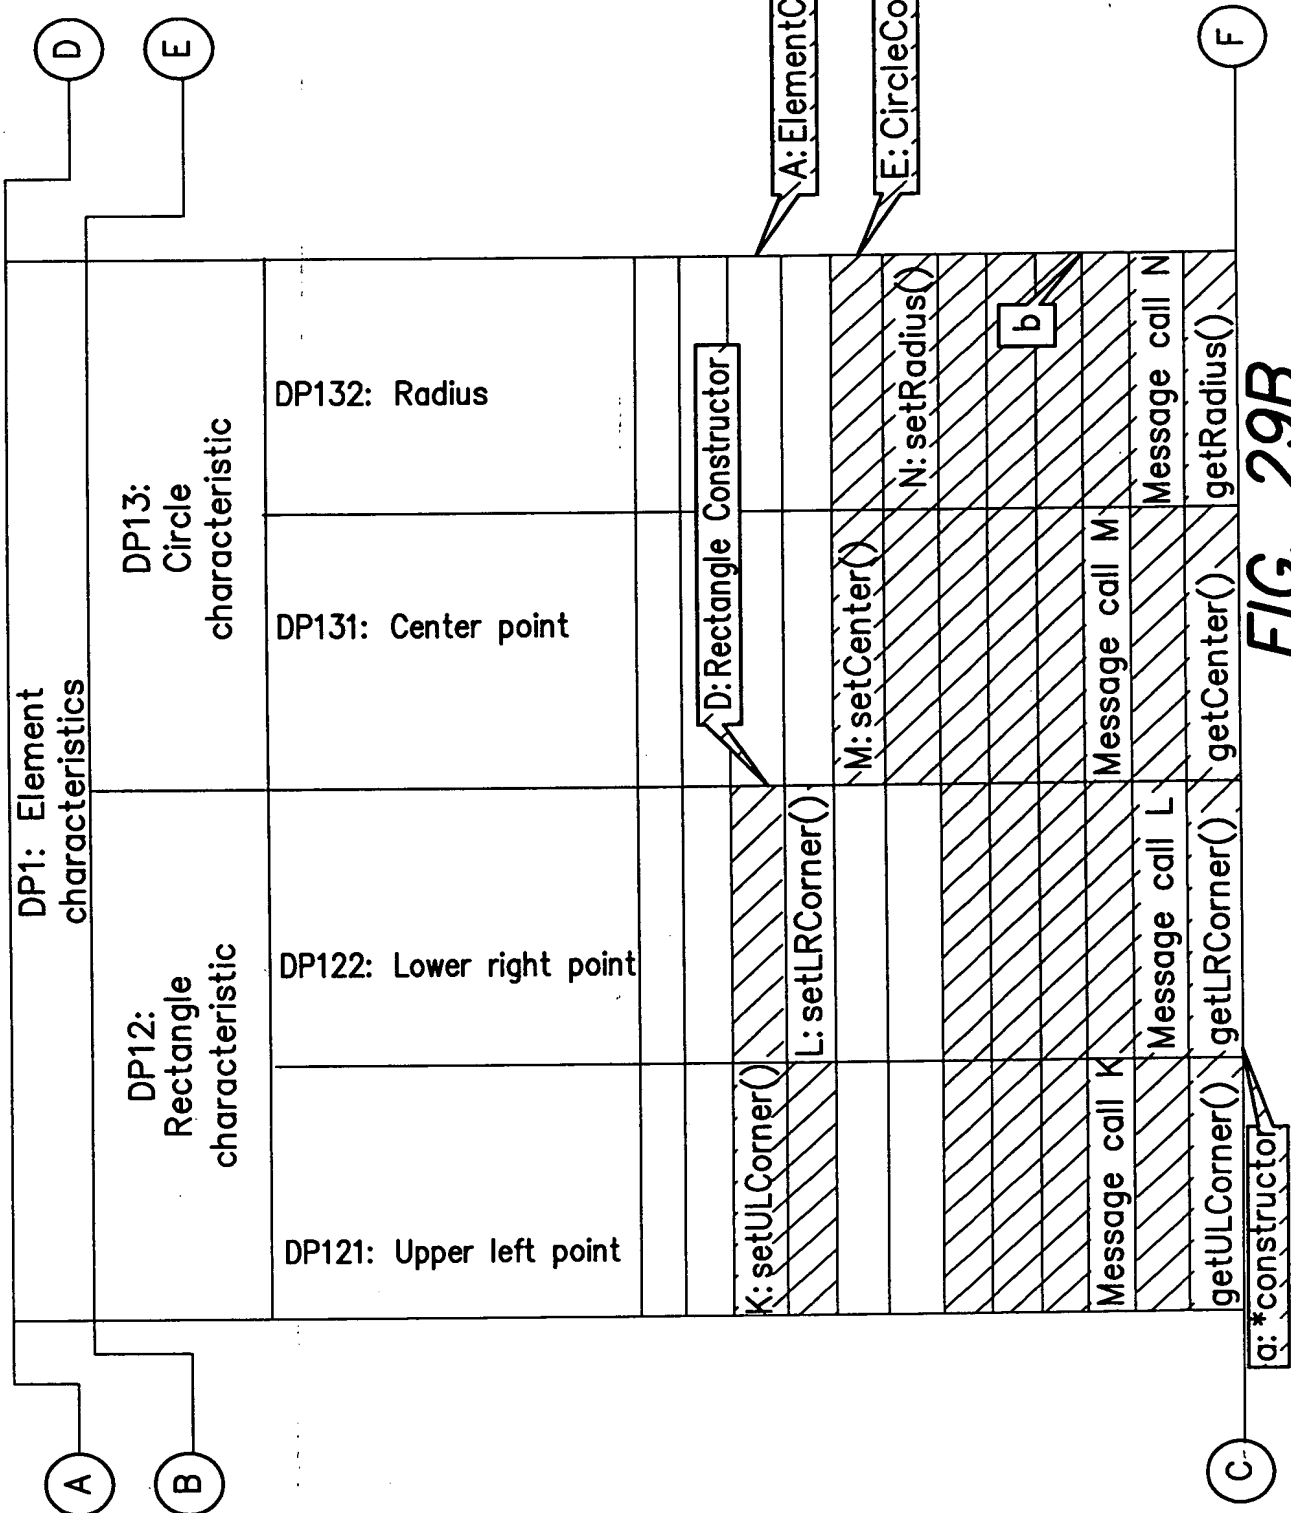 A
B
C
D
E
F
DP1: Element
characteristics
DP12:
Rectangle
characteristic
DP13:
Circle
characteristic
DP121: Upper left point
DP122: Lower right point
DP131: Center point
DP132: Radius
D: Rectangle Constructor
K: setULCorner()
L: setLRCorner()
A: ElementC
M: setCenter()
E: CircleCo
N: setRadius()
b
Message call K
Message call M
Message call L
Message call N
getULCorner()
getLRCorner()
getCenter()
getRadius()
a: *constructor
FIG. 29B